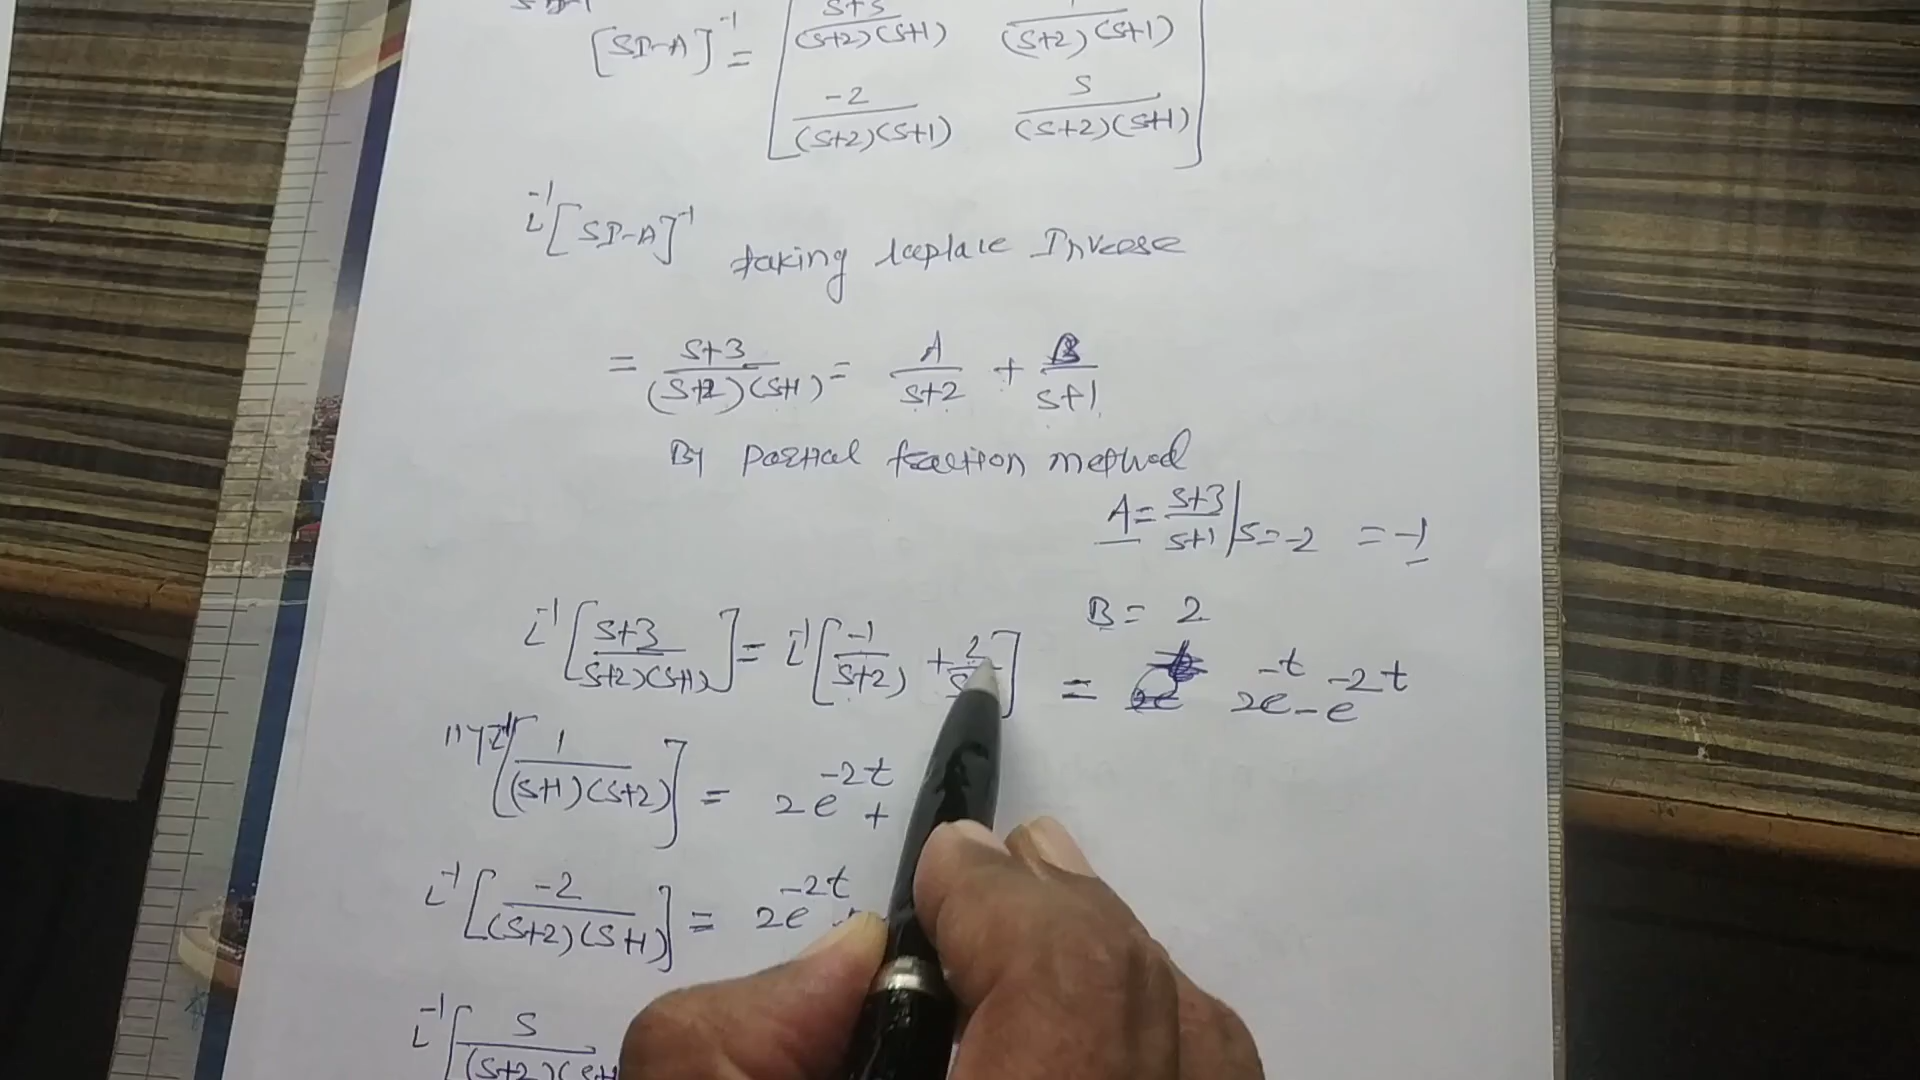 [SI-A]⁻¹ = [ s+3/(s+2)(s+1)  1/(s+2)(s+1)
-2/(s+2)(s+1)  s/(s+2)(s+1) ]
L⁻¹[SI-A]⁻¹ taking laplace Inverse
= s+3/(s+2)(s+1) = A/s+2 + B/s+1
By partial fraction method
A = s+3/s+1 | s=-2 = -1
B = 2
L⁻¹[s+3/(s+2)(s+1)] = L⁻¹[-1/(s+2) + 2/ ] = 2e^-t - e^-2t
L⁻¹[1/(s+1)(s+2)] = 2e^-2t +
L⁻¹[-2/(s+2)(s+1)] = 2e^-2t
L⁻¹[s/(s+2)(s+1